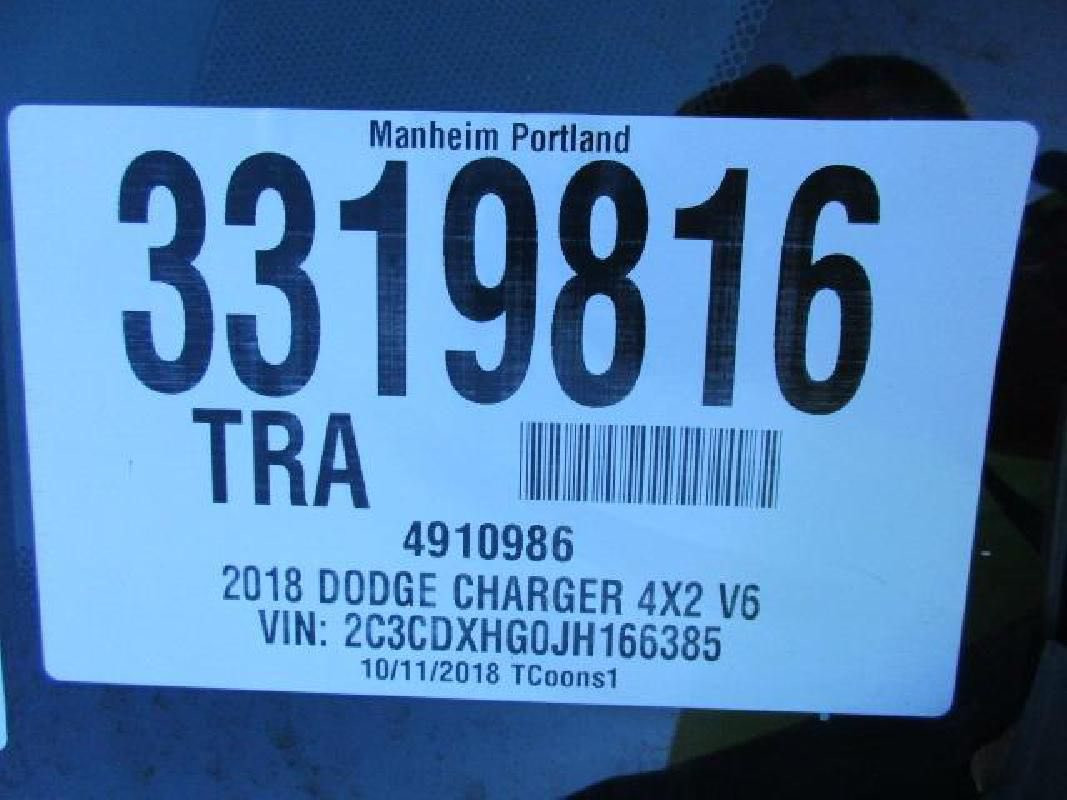 Manheim Portland
3319816
TRA
4910986
2018 DODGE CHARGER 4X2 V6
VIN: 2C3CDXHG0JH166385
10/11/2018 TCoons1